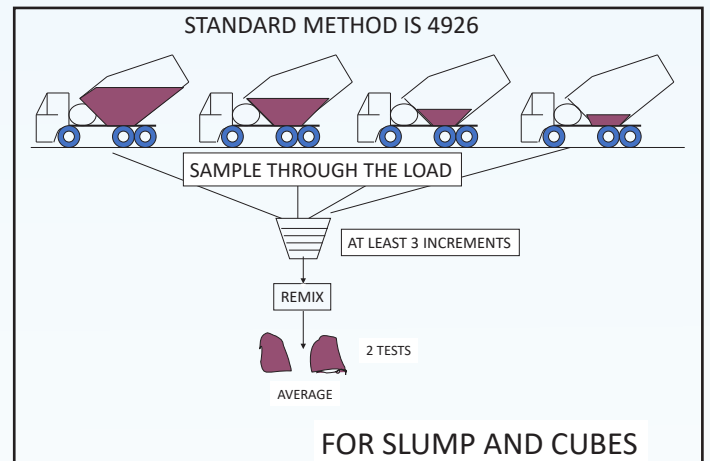 STANDARD METHOD IS 4926
SAMPLE THROUGH THE LOAD
AT LEAST 3 INCREMENTS
REMIX
2 TESTS
AVERAGE
FOR SLUMP AND CUBES